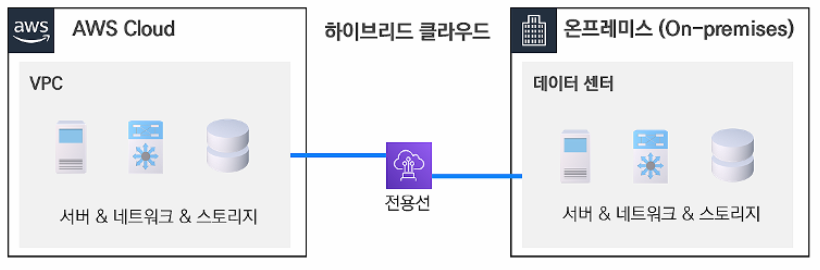 aws
AWS Cloud
하이브리드 클라우드
온프레미스 (On-premises)
VPC
데이터 센터
서버 & 네트워크 & 스토리지
전용선
서버 & 네트워크 & 스토리지